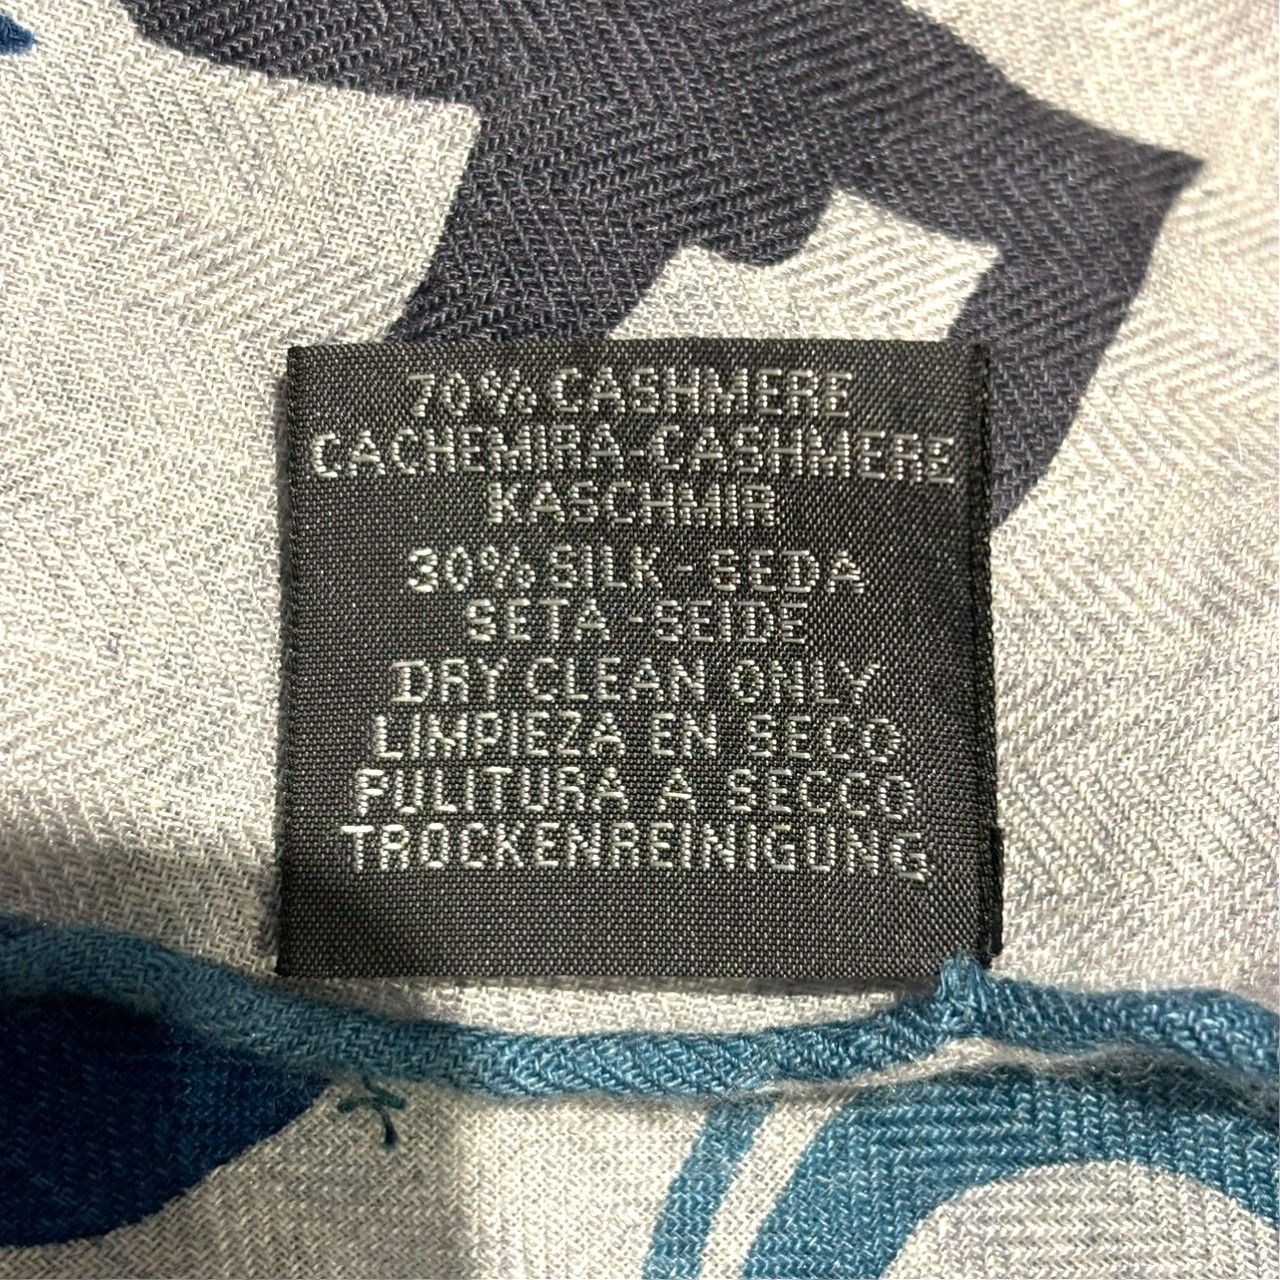 70% CASHMERE
CACHEMIRA-CASHMERE
KASCHMIR
30% SILK-SEDA
SETA-SEIDE
DRY CLEAN ONLY
LIMPIEZA EN SECO
PULITURA A SECCO
TROCKENREINIGUNG